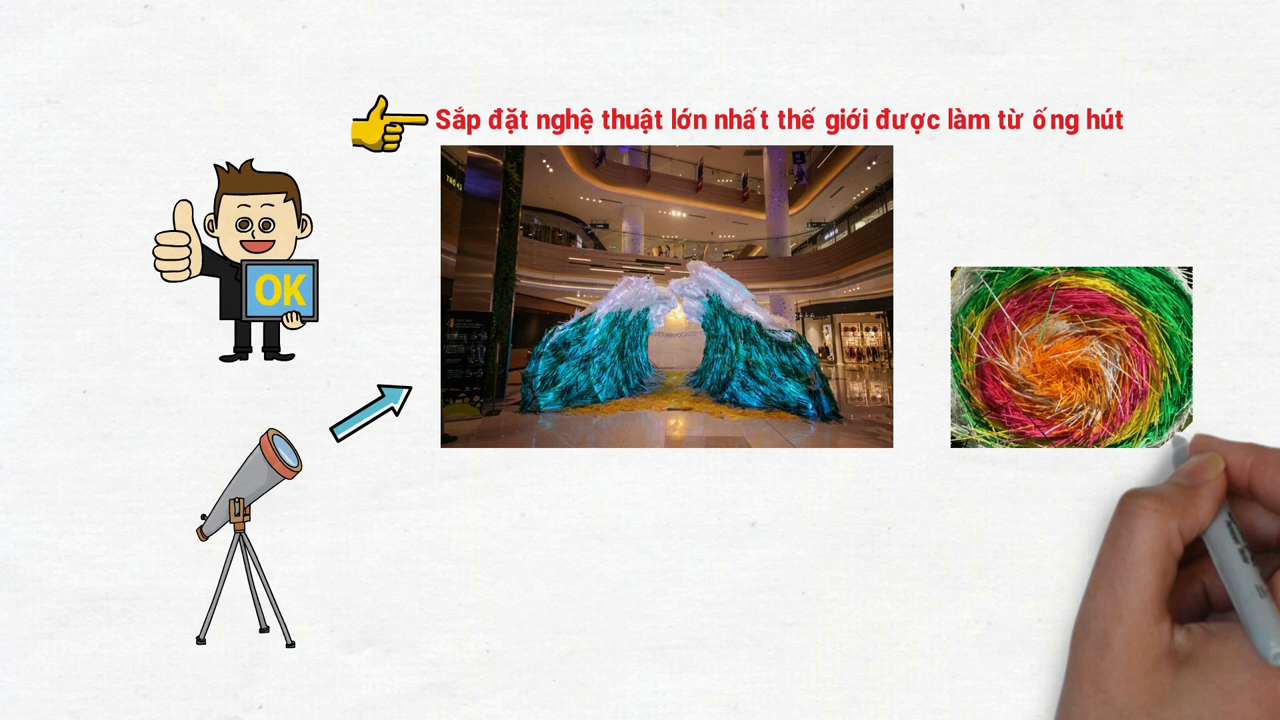 Sắp đặt nghệ thuật lớn nhất thế giới được làm từ ống hút
OK